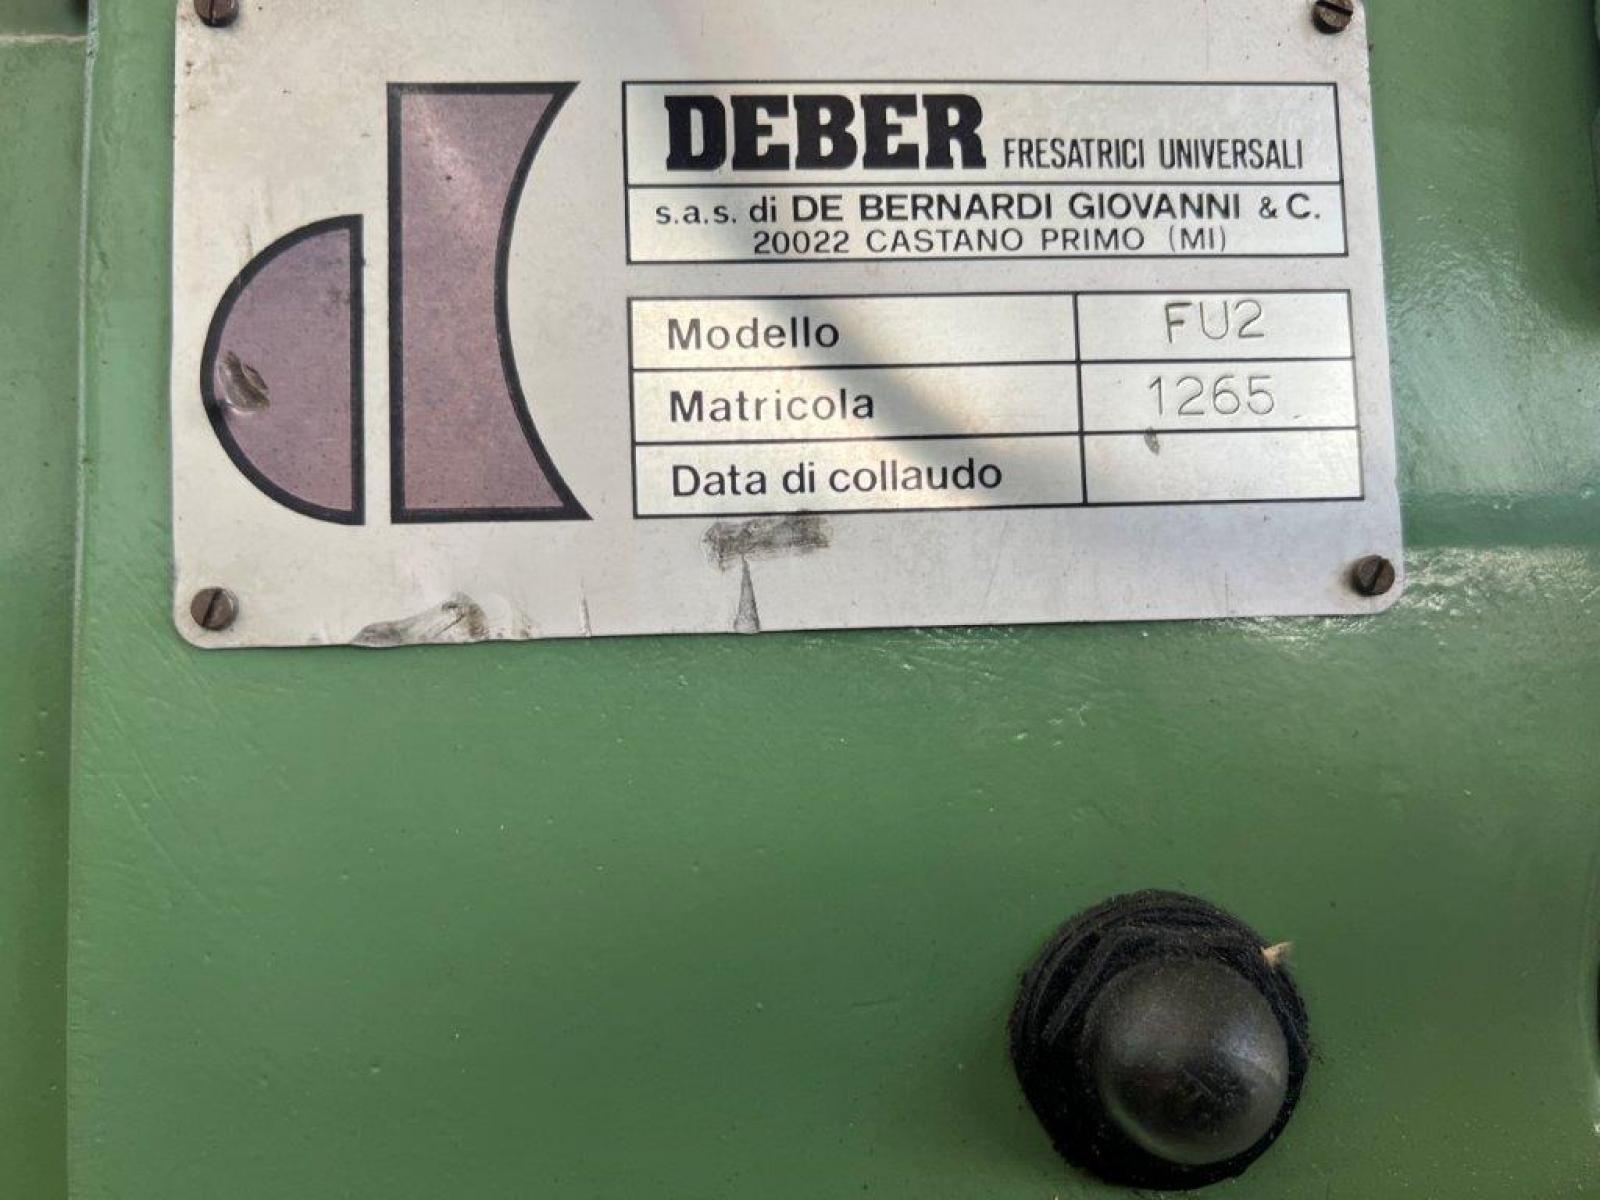 DEBER FRESATRICI UNIVERSALI
s.a.s. di DE BERNARDI GIOVANNI & C.
20022 CASTANO PRIMO (MI)
Modello FU2
Matricola 1265
Data di collaudo